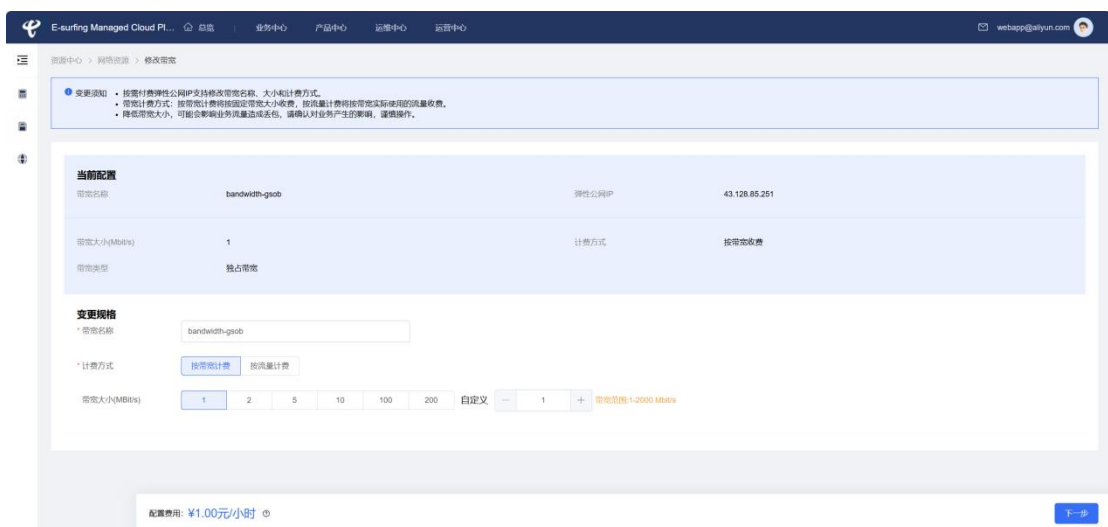 E-surfing Managed Cloud Pl... 总览 业务中心 产品中心 运维中心 运营中心 webapp@aliyun.com
资源中心 > 网络资源 > 修改带宽
变更须知 • 按需付费弹性公网IP支持修改带宽名称、大小和计费方式。
• 带宽计费方式：按带宽计费将按固定带宽大小收费，按流量计费将按带宽实际使用的流量收费。
• 降低带宽大小，可能会影响业务流量造成丢包，请确认对业务产生的影响，谨慎操作。
当前配置
带宽名称 bandwidth-gsob 弹性公网IP 43.128.85.251
带宽大小(Mbit/s) 1 计费方式 按带宽收费
带宽类型 独占带宽
变更规格
* 带宽名称 bandwidth-gsob
* 计费方式 按带宽计费 按流量计费
带宽大小(MBit/s) 1 2 5 10 100 200 自定义 − 1 + 带宽范围:1-2000 Mbit/s
配置费用: ¥1.00元/小时 下一步